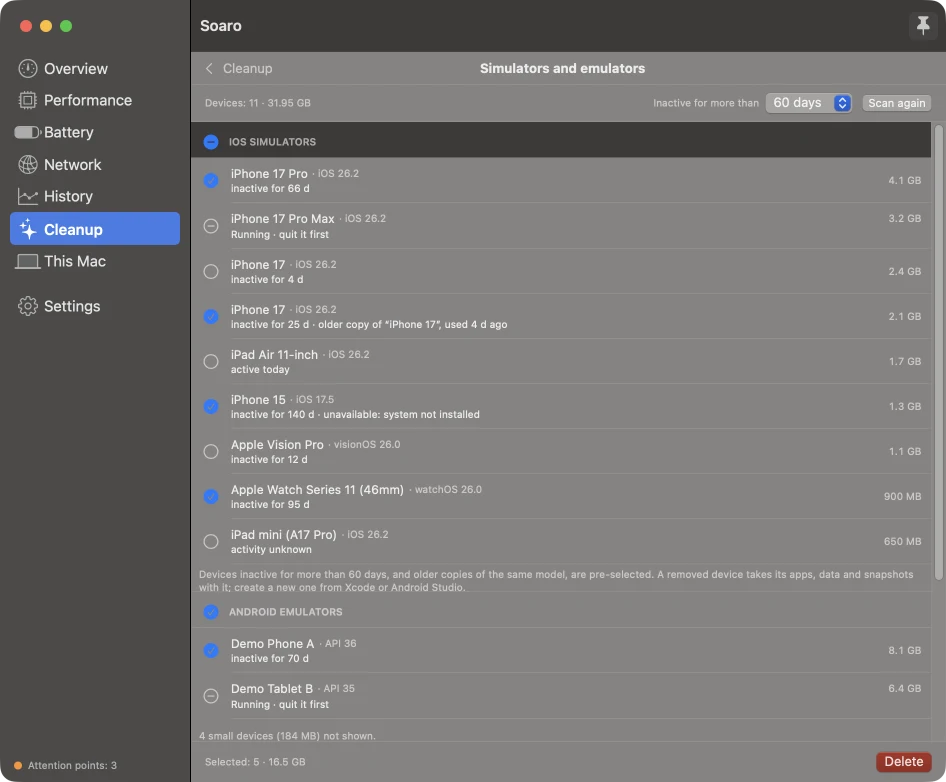 Soaro
Overview
Performance
Battery
Network
History
Cleanup
This Mac
Settings
Attention points: 3
Cleanup
Simulators and emulators
Devices: 11 · 31.95 GB
Inactive for more than
60 days
Scan again
IOS SIMULATORS
iPhone 17 Pro · iOS 26.2
inactive for 66 d
4.1 GB
iPhone 17 Pro Max · iOS 26.2
Running · quit it first
3.2 GB
iPhone 17 · iOS 26.2
inactive for 4 d
2.4 GB
iPhone 17 · iOS 26.2
inactive for 25 d · older copy of “iPhone 17”, used 4 d ago
2.1 GB
iPad Air 11-inch · iOS 26.2
active today
1.7 GB
iPhone 15 · iOS 17.5
inactive for 140 d · unavailable: system not installed
1.3 GB
Apple Vision Pro · visionOS 26.0
inactive for 12 d
1.1 GB
Apple Watch Series 11 (46mm) · watchOS 26.0
inactive for 95 d
900 MB
iPad mini (A17 Pro) · iOS 26.2
activity unknown
650 MB
Devices inactive for more than 60 days, and older copies of the same model, are pre-selected. A removed device takes its apps, data and snapshots
with it; create a new one from Xcode or Android Studio.
ANDROID EMULATORS
Demo Phone A · API 36
inactive for 70 d
8.1 GB
Demo Tablet B · API 35
Running · quit it first
6.4 GB
4 small devices (184 MB) not shown.
Selected: 5 · 16.5 GB
Delete